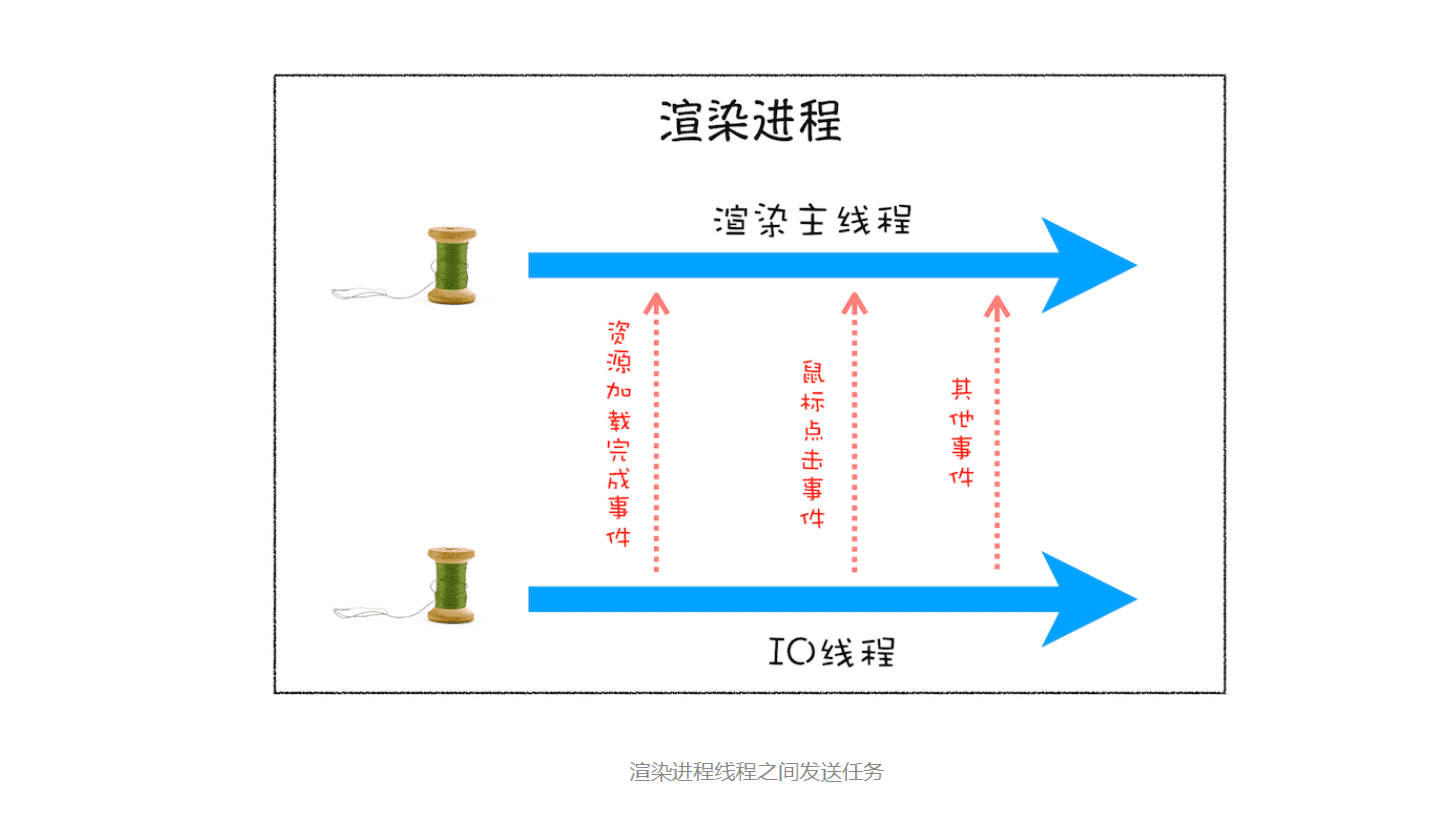 渲染进程
渲染主线程
资源加载完成事件
鼠标点击事件
其他事件
IO线程
渲染进程线程之间发送任务